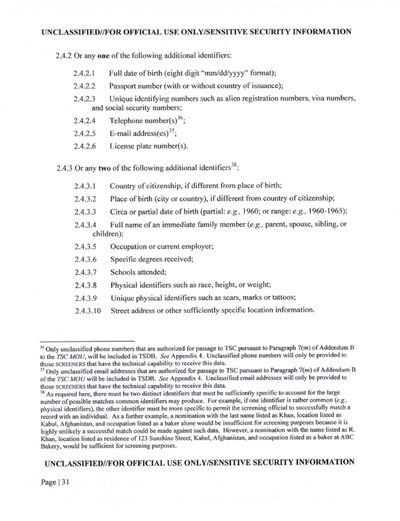 UNCLASSIFIED//FOR OFFICIAL USE ONLY/SENSITIVE SECURITY INFORMATION
2.4.2 Or any one of the following additional identifiers:
2.4.2.1 Full date of birth (eight digit "mm/dd/yyyy" format);
2.4.2.2 Passport number (with or without country of issuance);
2.4.2.3 Unique identifying numbers such as alien registration numbers, visa numbers,
and social security numbers;
2.4.2.4 Telephone number(s)36;
2.4.2.5 E-mail address(es)37;
2.4.2.6 License plate number(s).
2.4.3 Or any two of the following additional identifiers38:
2.4.3.1 Country of citizenship, if different from place of birth;
2.4.3.2 Place of birth (city or country), if different from country of citizenship;
2.4.3.3 Circa or partial date of birth (partial: e.g., 1960; or range: e.g., 1960-1965);
2.4.3.4 Full name of an immediate family member (e.g., parent, spouse, sibling, or
children);
2.4.3.5 Occupation or current employer;
2.4.3.6 Specific degrees received;
2.4.3.7 Schools attended;
2.4.3.8 Physical identifiers such as race, height, or weight;
2.4.3.9 Unique physical identifiers such as scars, marks or tattoos;
2.4.3.10 Street address or other sufficiently specific location information.
36 Only unclassified phone numbers that are authorized for passage to TSC pursuant to Paragraph 7(m) of Addendum B
to the TSC MOU, will be included in TSDB. See Appendix 4. Unclassified phone numbers will only be provided to
those SCREENERS that have the technical capability to receive this data.
37 Only unclassified email addresses that are authorized for passage to TSC pursuant to Paragraph 7(m) of Addendum B
of the TSC MOU, will be included in TSDB. See Appendix 4. Unclassified email addresses will only be provided to
those SCREENERS that have the technical capability to receive this data.
38 As required here, there must be two distinct identifiers that must be sufficiently specific to account for the large
number of possible matches common identifiers may produce. For example, if one identifier is rather common (e.g.,
physical identifiers), the other identifier must be more specific to permit the screening official to successfully match a
record with an individual. As a further example, a nomination with the last name listed as Khan, location listed as
Kabul, Afghanistan, and occupation listed as a baker alone would be insufficient for screening purposes because it is
highly unlikely a successful match could be made against such data. However, a nomination with the name listed as R.
Khan, location listed as residence of 123 Sunshine Street, Kabul, Afghanistan, and occupation listed as a baker at ABC
Bakery, would be sufficient for screening purposes.
UNCLASSIFIED//FOR OFFICIAL USE ONLY/SENSITIVE SECURITY INFORMATION
Page | 31